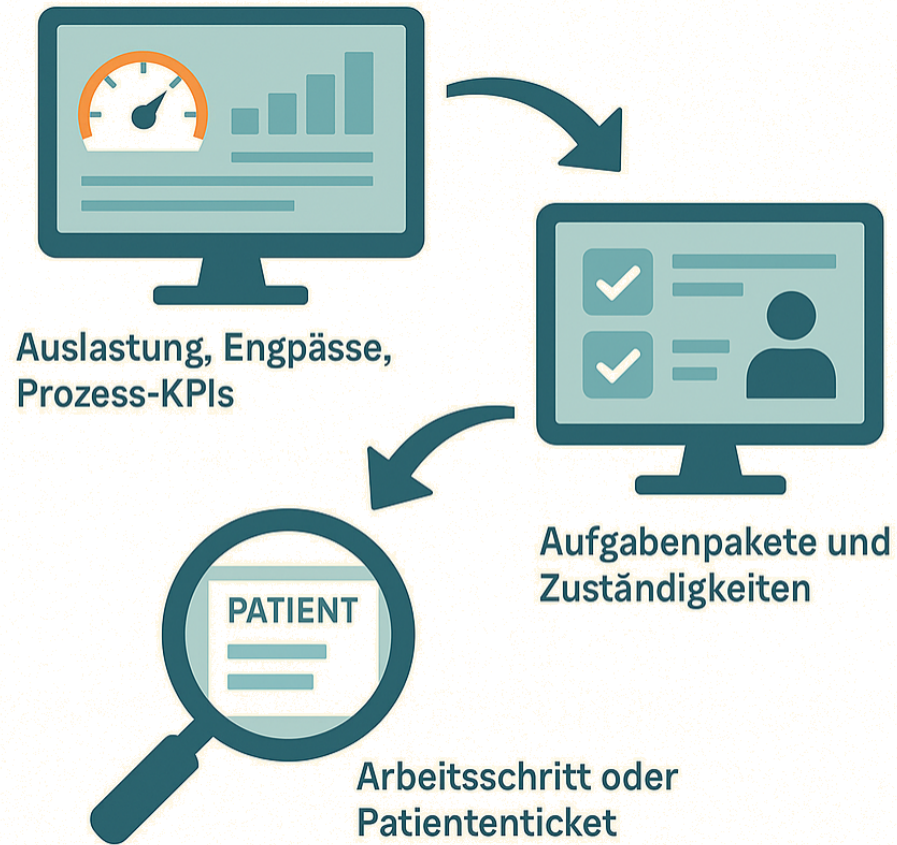 Auslastung, Engpässe,
Prozess-KPIs
Aufgabenpakete und
Zuständigkeiten
PATIENT
Arbeitsschritt oder
Patiententicket